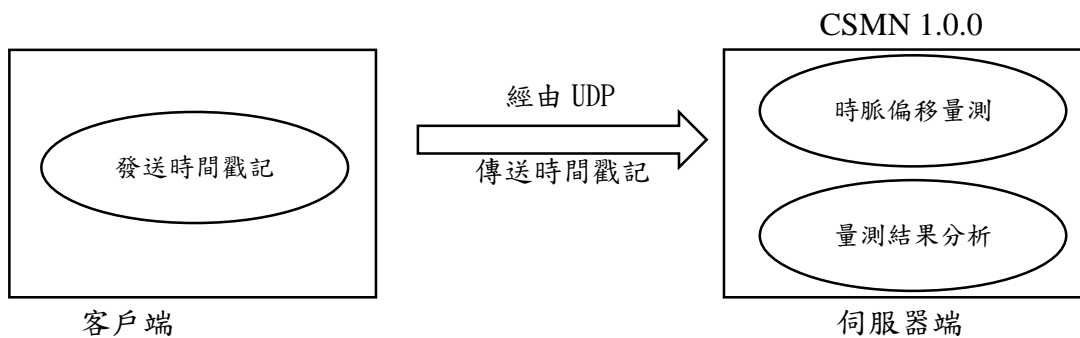 CSMN 1.0.0
經由 UDP
時脈偏移量測
發送時間戳記
傳送時間戳記
量測結果分析
客戶端
伺服器端